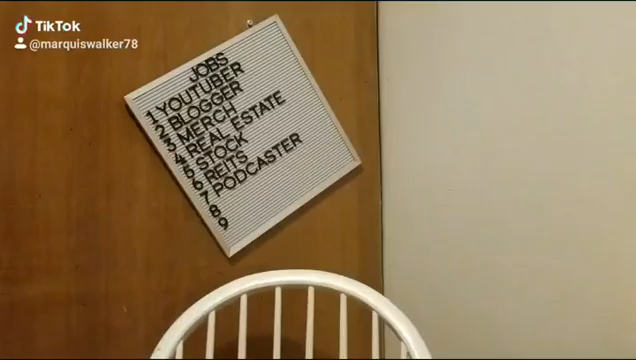 TikTok
@marquiswalker78
JOBS
1 YOUTUBER
2 BLOGGER
3 MERCH
4 REAL ESTATE
5 STOCK
6 REITS
7 PODCASTER
8
9